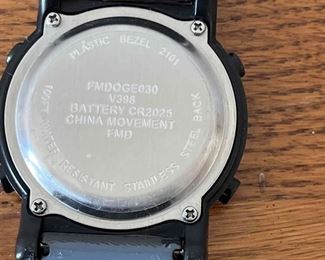 PLASTIC BEZEL 2101
FMDOGE030
V398
BATTERY CR2025
CHINA MOVEMENT
FMD
100FT WATER RESISTANT STAINLESS STEEL BACK